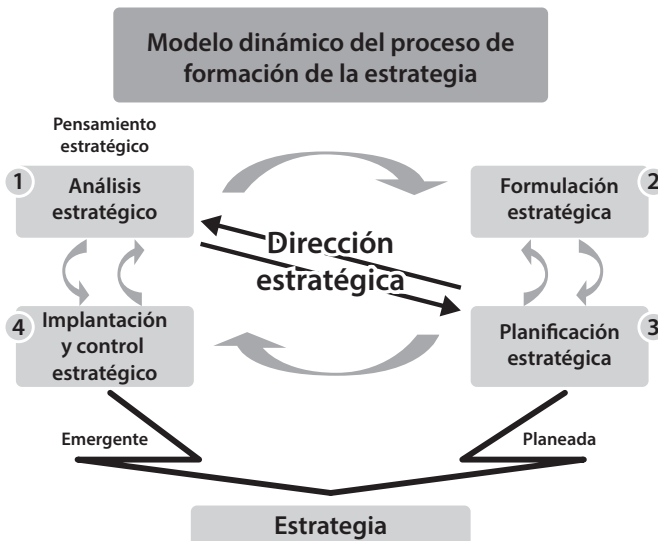 Modelo dinámico del proceso de
formación de la estrategia
Pensamiento
estratégico
1
Análisis
estratégico
Formulación
estratégica
2
Dirección
estratégica
4
Implantación
y control
estratégico
Planificación
estratégica
3
Emergente
Planeada
Estrategia